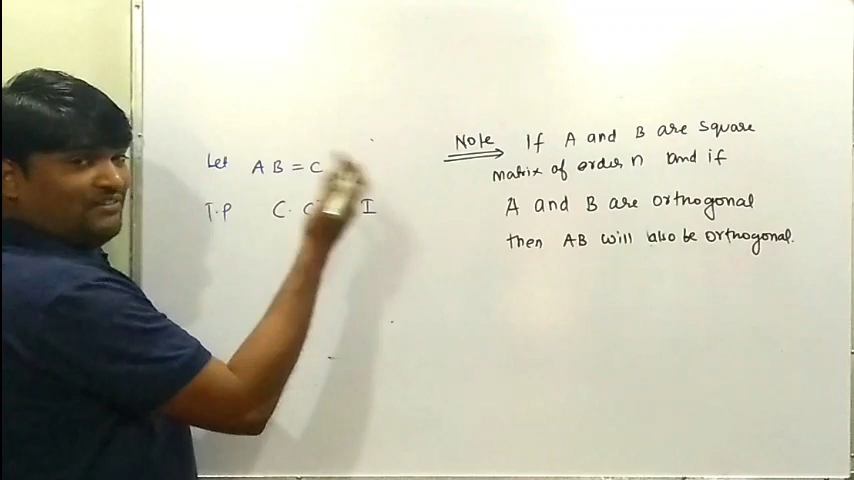 Let AB = C
T.P C. C I
Note If A and B are square
matrix of order n and if
A and B are orthogonal
then AB will also be orthogonal.